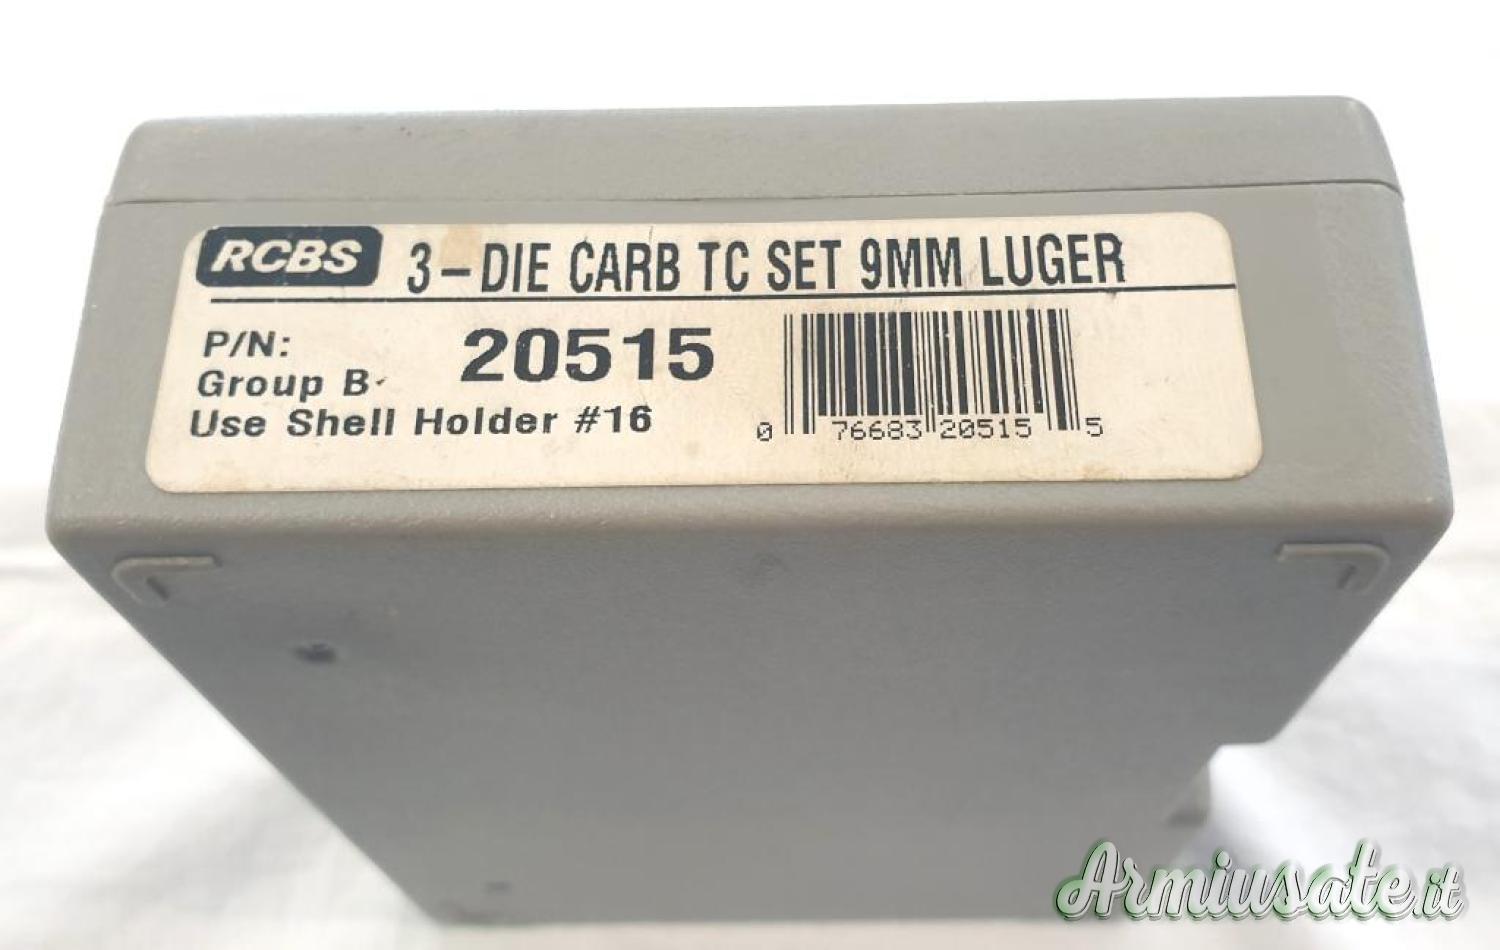 RCBS 3-DIE CARB TC SET 9MM LUGER
P/N: 20515
Group B
Use Shell Holder #16
0 76683 20515 5
Armiusate.it